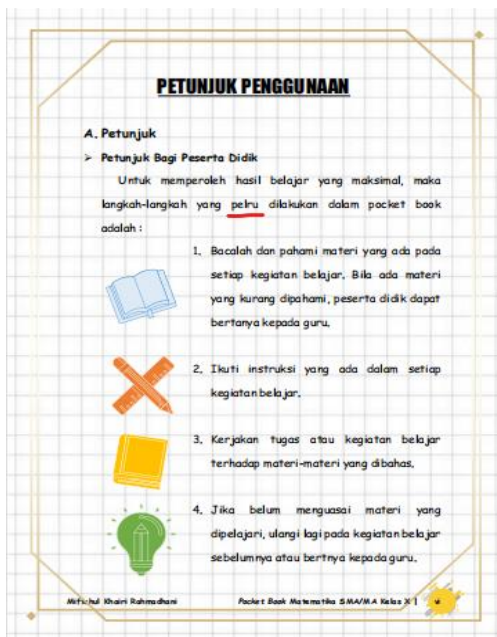 PETUNJUK PENGGUNAAN
A. Petunjuk
➢ Petunjuk Bagi Peserta Didik
Untuk memperoleh hasil belajar yang maksimal, maka
langkah-langkah yang pelru dilakukan dalam pocket book
adalah :
1. Bacalah dan pahami materi yang ada pada
setiap kegiatan belajar. Bila ada materi
yang kurang dipahami, peserta didik dapat
bertanya kepada guru.
2. Ikuti instruksi yang ada dalam setiap
kegiatan belajar.
3. Kerjakan tugas atau kegiatan belajar
terhadap materi-materi yang dibahas.
4. Jika belum menguasai materi yang
dipelajari, ulangi lagi pada kegiatan belajar
sebelumnya atau bertnya kepada guru.
Khairi Rahmadhani Pocket Book Matematika SMA/MA Kelas X |